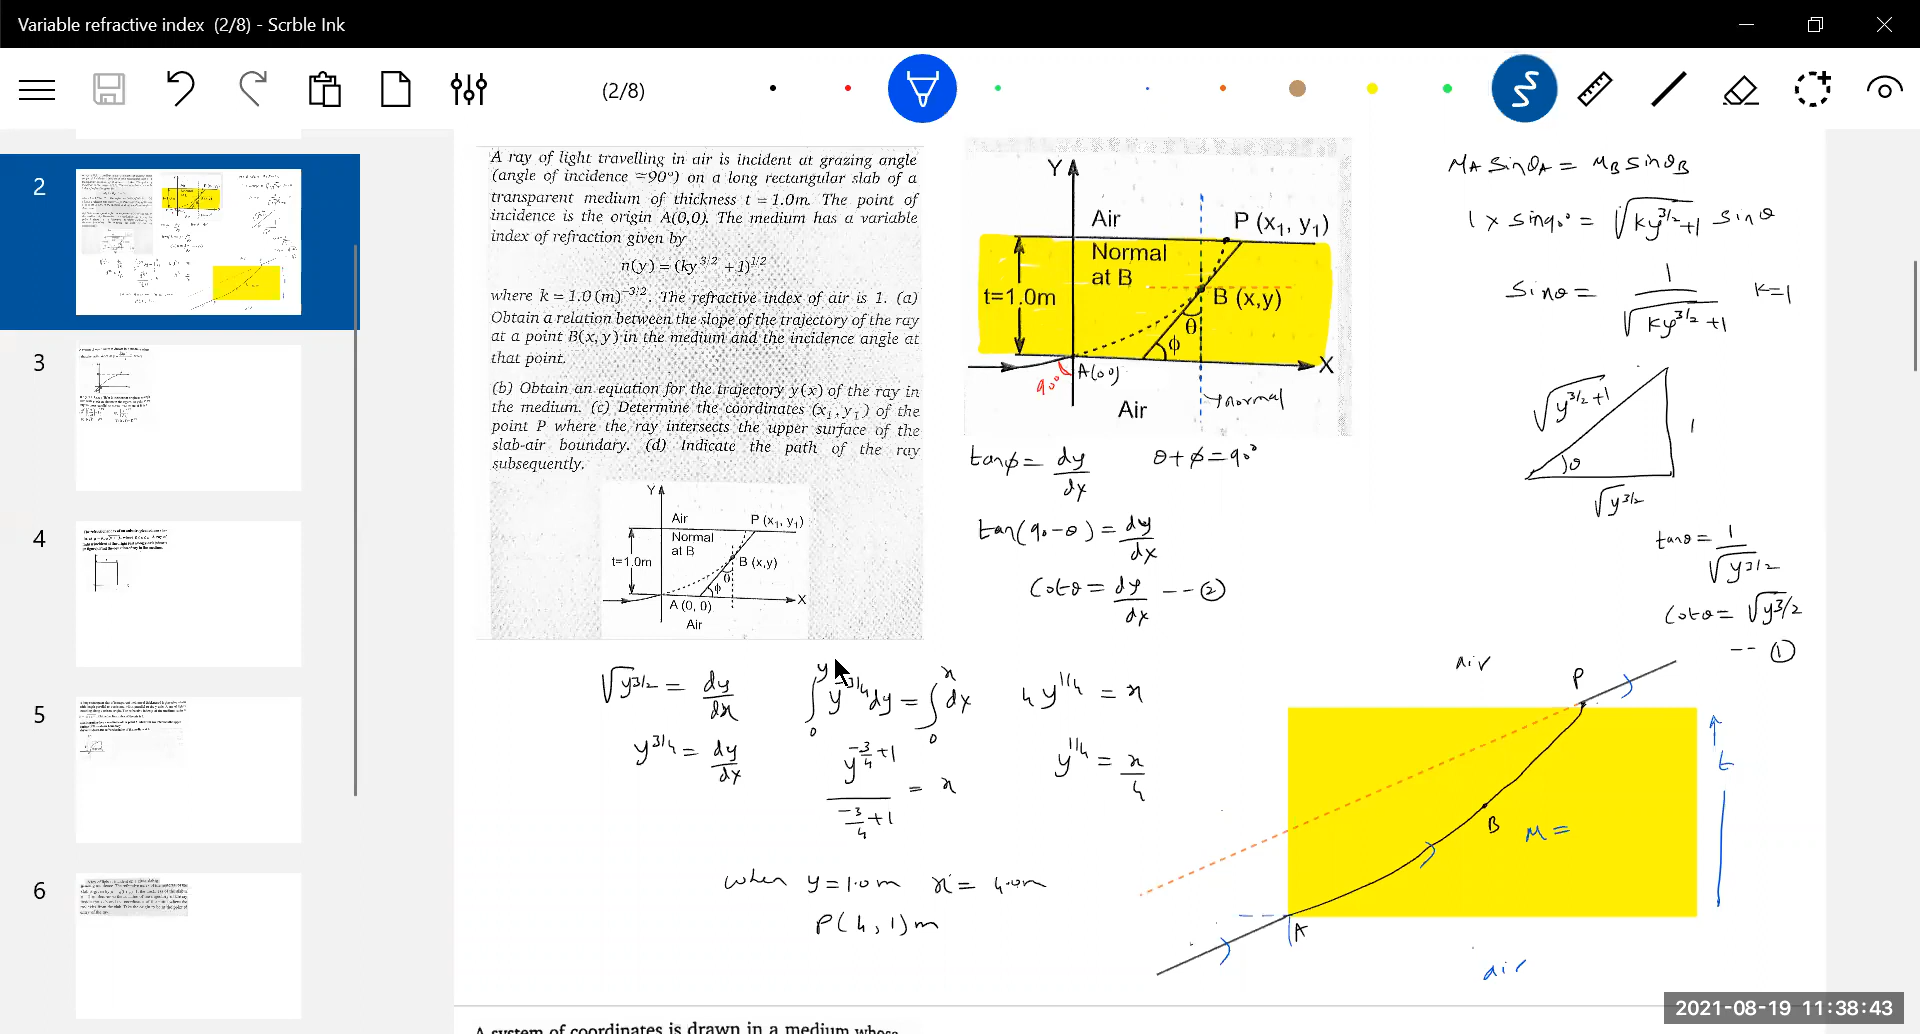 Variable refractive index (2/8) - Scrble Ink
(2/8)
2
3
4
5
6
A ray of light travelling in air is incident at grazing angle
(angle of incidence ≃90°) on a long rectangular slab of a
transparent medium of thickness t = 1.0m. The point of
incidence is the origin A(0,0). The medium has a variable
index of refraction given by
n(y) = (ky^3/2 + 1)^1/2
where k = 1.0 (m)^-3/2. The refractive index of air is 1. (a)
Obtain a relation between the slope of the trajectory of the ray
at a point B(x,y) in the medium and the incidence angle at
that point.
(b) Obtain an equation for the trajectory y(x) of the ray in
the medium. (c) Determine the coordinates (x1, y1) of the
point P where the ray intersects the upper surface of the
slab-air boundary. (d) Indicate the path of the ray
subsequently.
Y
Air
P (x1, y1)
Normal
at B
t=1.0m
B (x,y)
θ
ϕ
X
A (0, 0)
Air
Y
Air
P (x1, y1)
Normal
at B
t=1.0m
B (x,y)
θ
ϕ
X
90°
A(0 0)
Air
normal
μA sinθA = μB sinθB
1 × sin90° = √(ky^3/2+1) sinθ
sinθ = 1/√(ky^3/2+1) K=1
√(y^3/2+1)
1
θ
√y^3/2
tanθ = 1/√y^3/2
cotθ = √y^3/2
-- ①
tanϕ = dy/dx θ+ϕ=90°
tan(90-θ) = dy/dx
cotθ = dy/dx --- ②
√y^3/2 = dy/dx
y^3/4 = dy/dx
∫0^y y^-3/4 dy = ∫0^x dx
y^(-3/4+1)/(-3/4+1) = x
4 y^1/4 = x
y^1/4 = x/4
when y=1.0m x = 4.0m
P(4,1)m
air
P
B
μ =
t
A
air
A system of coordinates is drawn in a medium whose
2021-08-19 11:38:43